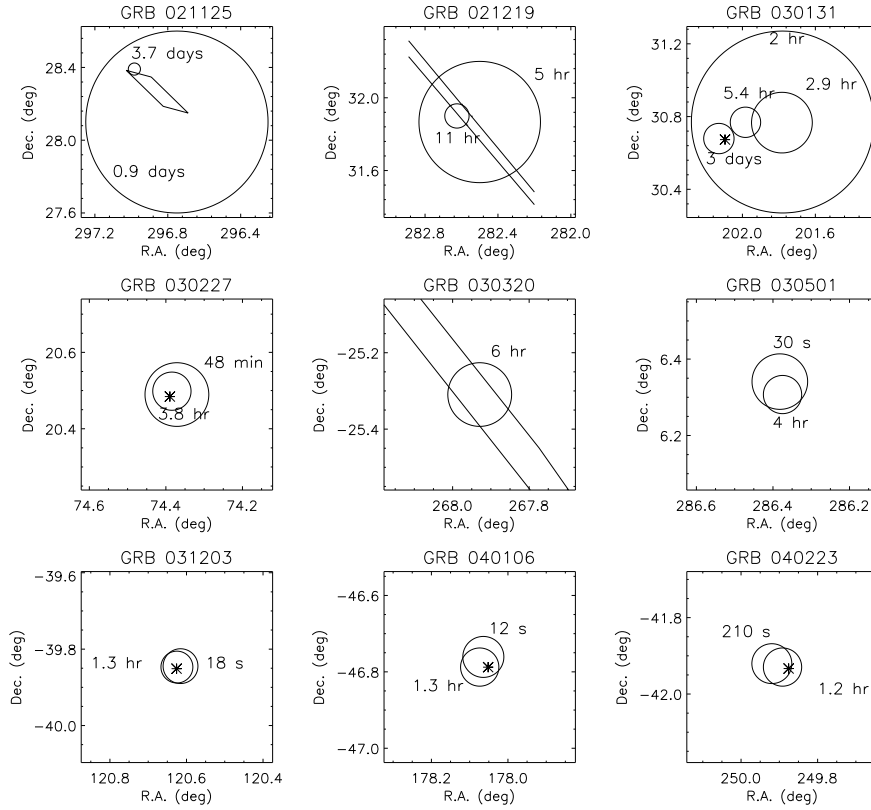 GRB 021125
3.7 days
0.9 days
28.4
28.0
27.6
Dec. (deg)
297.2 296.8 296.4
R.A. (deg)
GRB 021219
5 hr
11 hr
32.0
31.6
Dec. (deg)
282.8 282.4 282.0
R.A. (deg)
GRB 030131
2 hr
2.9 hr
5.4 hr
3 days
31.2
30.8
30.4
Dec. (deg)
202.0 201.6
R.A. (deg)
GRB 030227
48 min
3.8 hr
20.6
20.4
Dec. (deg)
74.6 74.4 74.2
R.A. (deg)
GRB 030320
6 hr
-25.2
-25.4
Dec. (deg)
268.0 267.8
R.A. (deg)
GRB 030501
30 s
4 hr
6.4
6.2
Dec. (deg)
286.6 286.4 286.2
R.A. (deg)
GRB 031203
1.3 hr
18 s
-39.6
-39.8
-40.0
Dec. (deg)
120.8 120.6 120.4
R.A. (deg)
GRB 040106
12 s
1.3 hr
-46.6
-46.8
-47.0
Dec. (deg)
178.2 178.0
R.A. (deg)
GRB 040223
210 s
1.2 hr
-41.8
-42.0
Dec. (deg)
250.0 249.8
R.A. (deg)